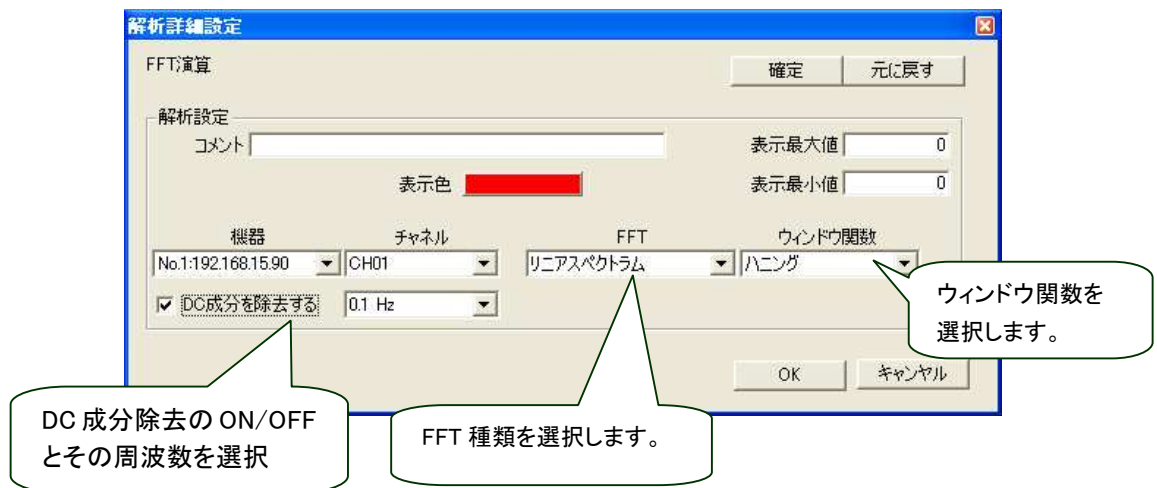 解析詳細設定
FFT演算
確定
元に戻す
解析設定
コメント
表示最大値
0
表示色
表示最小値
0
機器
チャネル
FFT
ウィンドウ関数
No.1:192.168.15.90
CH01
リニアスペクトラム
ハニング
DC成分を除去する
0.1 Hz
ウィンドウ関数を
選択します。
OK
キャンセル
DC 成分除去の ON/OFF
とその周波数を選択
FFT 種類を選択します。